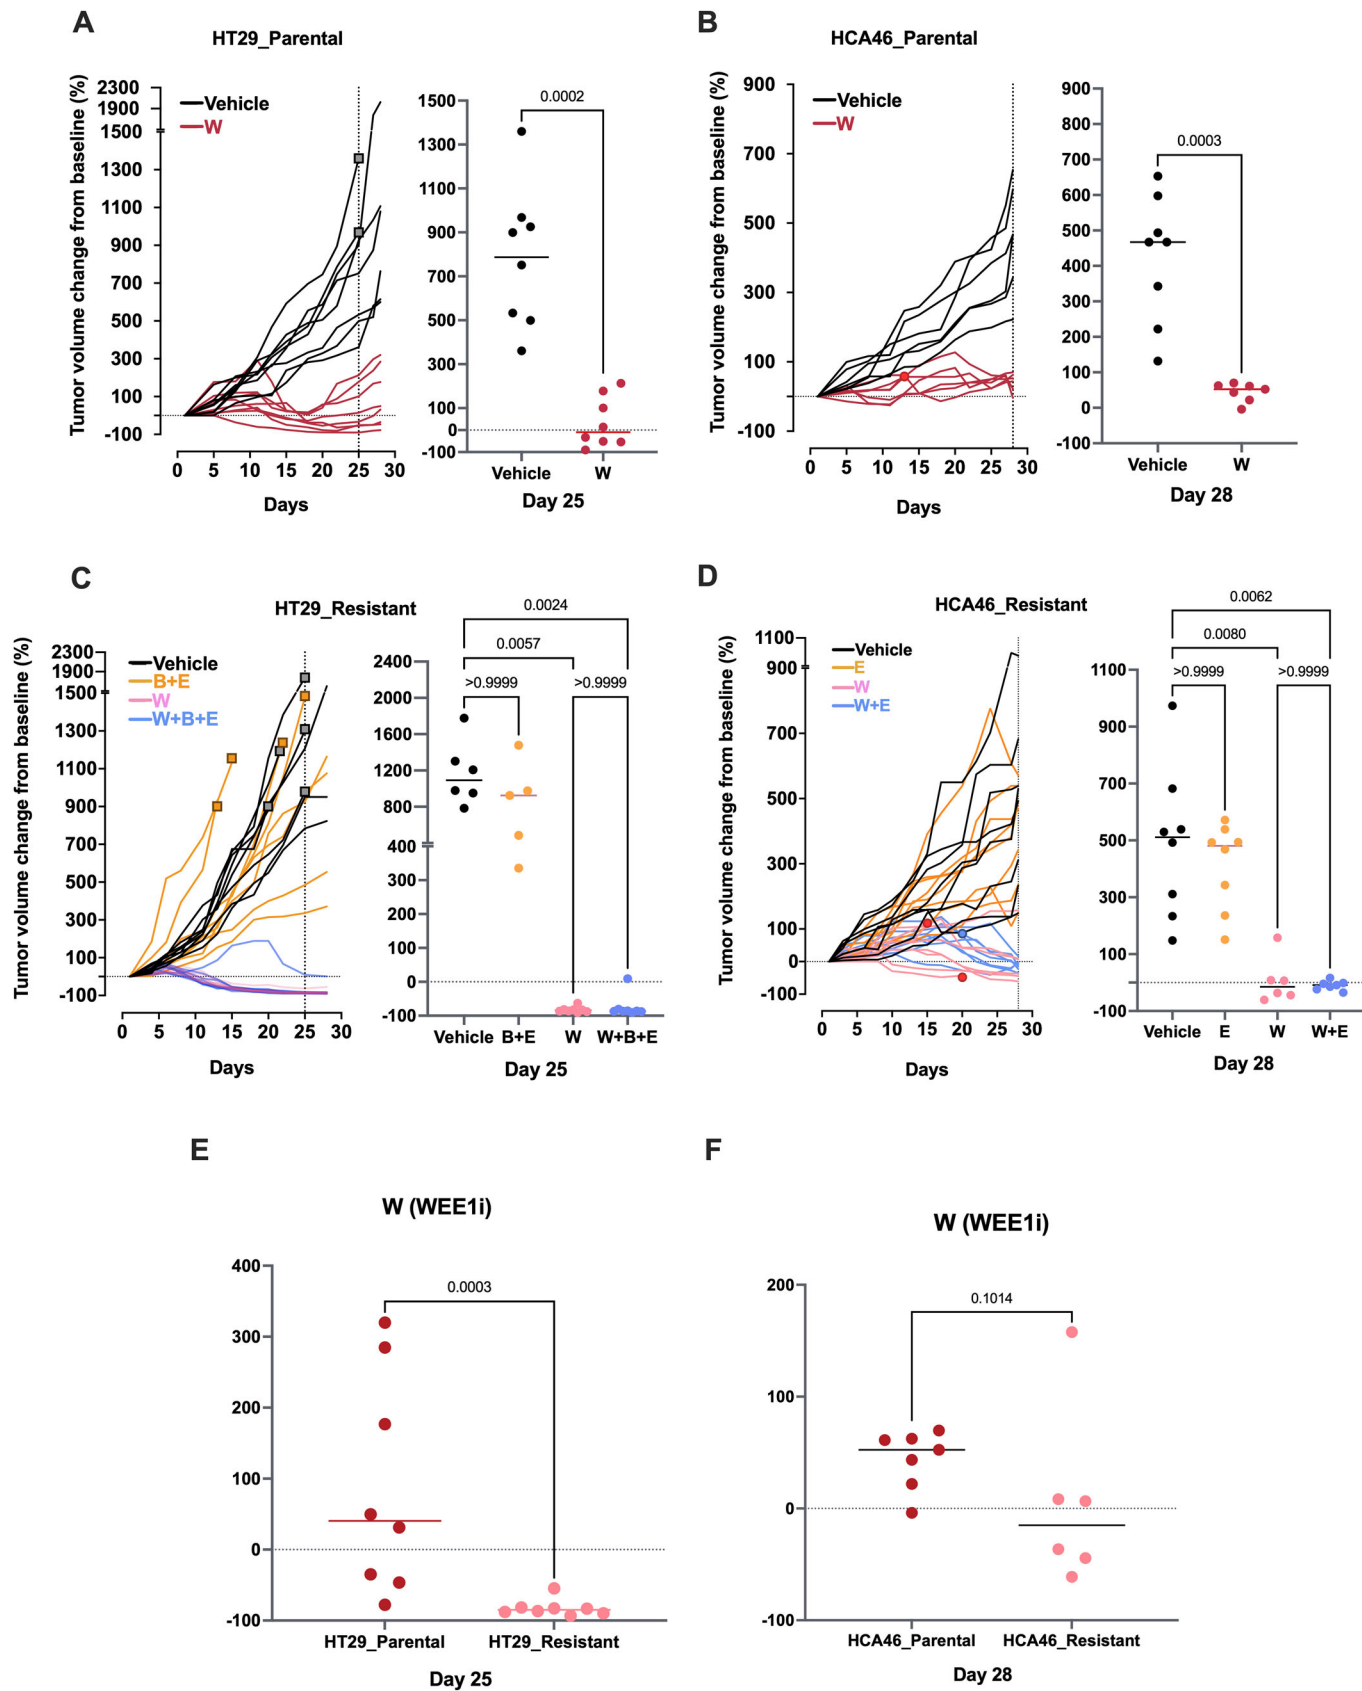 A
HT29_Parental
Tumor volume change from baseline (%)
2300
1900
1500
1300
1100
900
700
500
300
100
-100
Vehicle
W
0 5 10 15 20 25 30
Days
1500
1300
1100
900
700
500
300
100
0
-100
0.0002
Vehicle W
Day 25
B
HCA46_Parental
Tumor volume change from baseline (%)
900
700
500
300
100
-100
Vehicle
W
0 5 10 15 20 25 30
Days
900
800
700
600
500
400
300
200
100
0
-100
0.0003
Vehicle W
Day 28
C
HT29_Resistant
Tumor volume change from baseline (%)
2300
1900
1500
1300
1100
900
700
500
300
100
-100
Vehicle
B+E
W
W+B+E
0 5 10 15 20 25 30
Days
0.0024
0.0057
>0.9999 >0.9999
2400
2000
1600
1200
800
400
300
200
100
0
-100
Vehicle B+E W W+B+E
Day 25
D
HCA46_Resistant
Tumor volume change from baseline (%)
1100
900
700
500
300
100
0
-100
Vehicle
E
W
W+E
0 5 10 15 20 25 30
Days
0.0062
0.0080
>0.9999 >0.9999
1100
900
700
500
300
100
-100
Vehicle E W W+E
Day 28
E
W (WEE1i)
400
300
200
100
0
-100
0.0003
HT29_Parental HT29_Resistant
Day 25
F
W (WEE1i)
200
100
0
-100
0.1014
HCA46_Parental HCA46_Resistant
Day 28